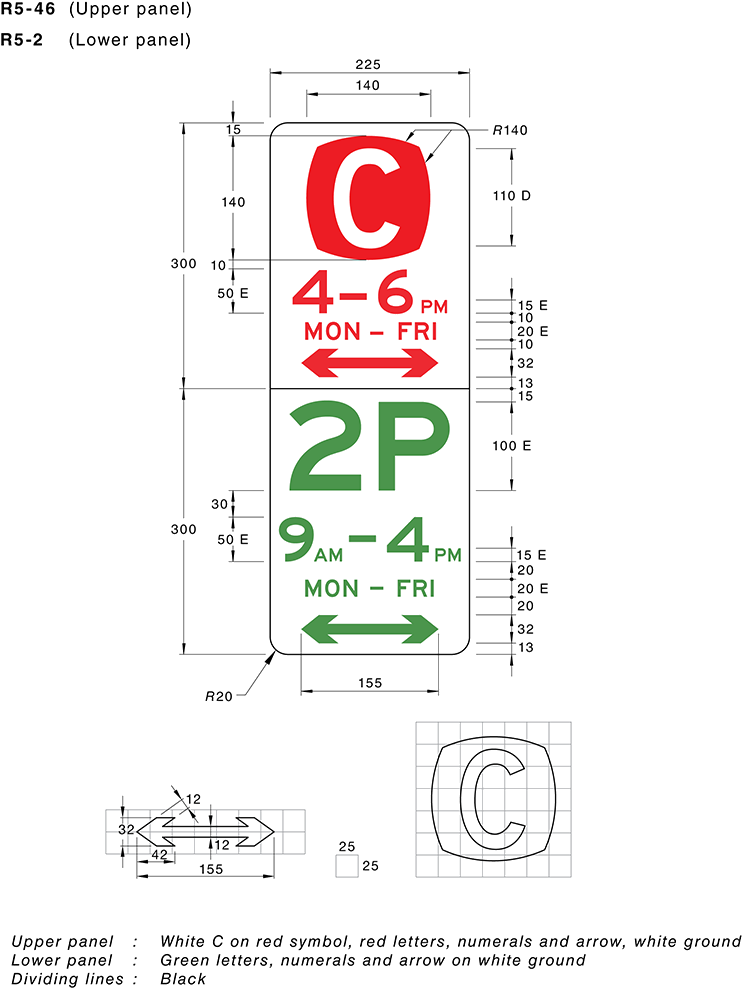 R5-46 (Upper panel)
R5-2 (Lower panel)
225
140
15
R140
C
140
110 D
300
10
50 E
4–6 PM
15 E
10
MON – FRI
20 E
10
32
13
15
2P
100 E
30
300
50 E
9 AM – 4 PM
15 E
20
MON – FRI
20 E
20
32
13
R20
155
12
32
12
42
155
25
25
C
Upper panel : White C on red symbol, red letters, numerals and arrow, white ground
Lower panel : Green letters, numerals and arrow on white ground
Dividing lines : Black